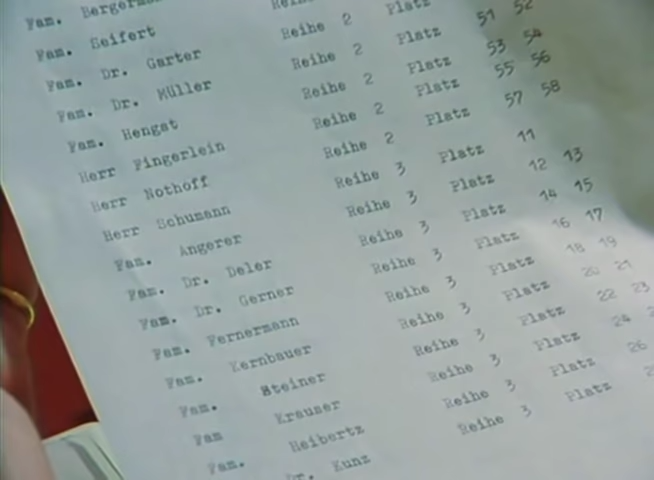 Fam.
Fam. Seifert
Fam. Dr. Garter Reihe 2 Platz
Fam. Dr. Müller Reihe 2 Platz 51 52
Fam. Hengst Reihe 2 Platz 53 54
Herr Fingerlein Reihe 2 Platz 55 56
Herr Nothoff Reihe 2 Platz 57 58
Herr Schumann Reihe 3 Platz 11
Fam. Angerer Reihe 3 Platz 12 13
Fam. Dr. Deler Reihe 3 Platz 14 15
Fam. Dr. Gerner Reihe 3 Platz 16 17
Fam. Fernermann Reihe 3 Platz 18 19
Fam. Kernbauer Reihe 3 Platz 20 21
Fam. Steiner Reihe 3 Platz 22 23
Fam Krauser Reihe 3 Platz 24
Fam. Heibertz Reihe 3 Platz 26
Dr. Kunz Reihe 3 Platz